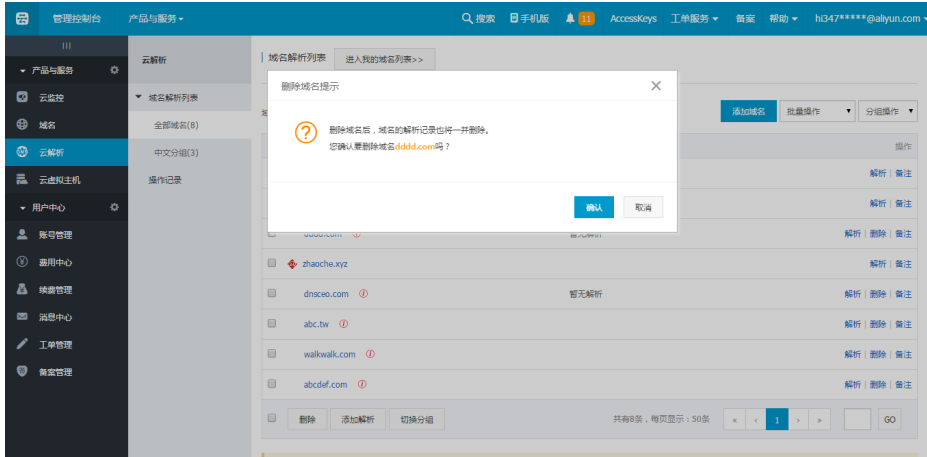 管理控制台 产品与服务 搜索 手机版 11 AccessKeys 工单服务 备案 帮助 hi347*****@aliyun.com
产品与服务
云监控
域名
云解析
云虚拟主机
用户中心
账号管理
费用中心
续费管理
消息中心
工单管理
备案管理
云解析
域名解析列表
全部域名(8)
中文分组(3)
操作记录
域名解析列表 进入我的域名列表>>
删除域名提示
域名删除后，域名的解析记录也将一并删除。
您确认要删除域名dddd.com吗？
确认 取消
添加域名 批量操作 分组操作
操作
解析 | 备注
解析 | 备注
dddd.com 暂无解析 解析 | 删除 | 备注
zhaoche.xyz 解析 | 备注
dnsceo.com 暂无解析 解析 | 删除 | 备注
abc.tw 解析 | 删除 | 备注
walkwalk.com 解析 | 删除 | 备注
abcdef.com 解析 | 删除 | 备注
删除 添加解析 切换分组 共有8条，每页显示：50条 « ‹ 1 › » GO